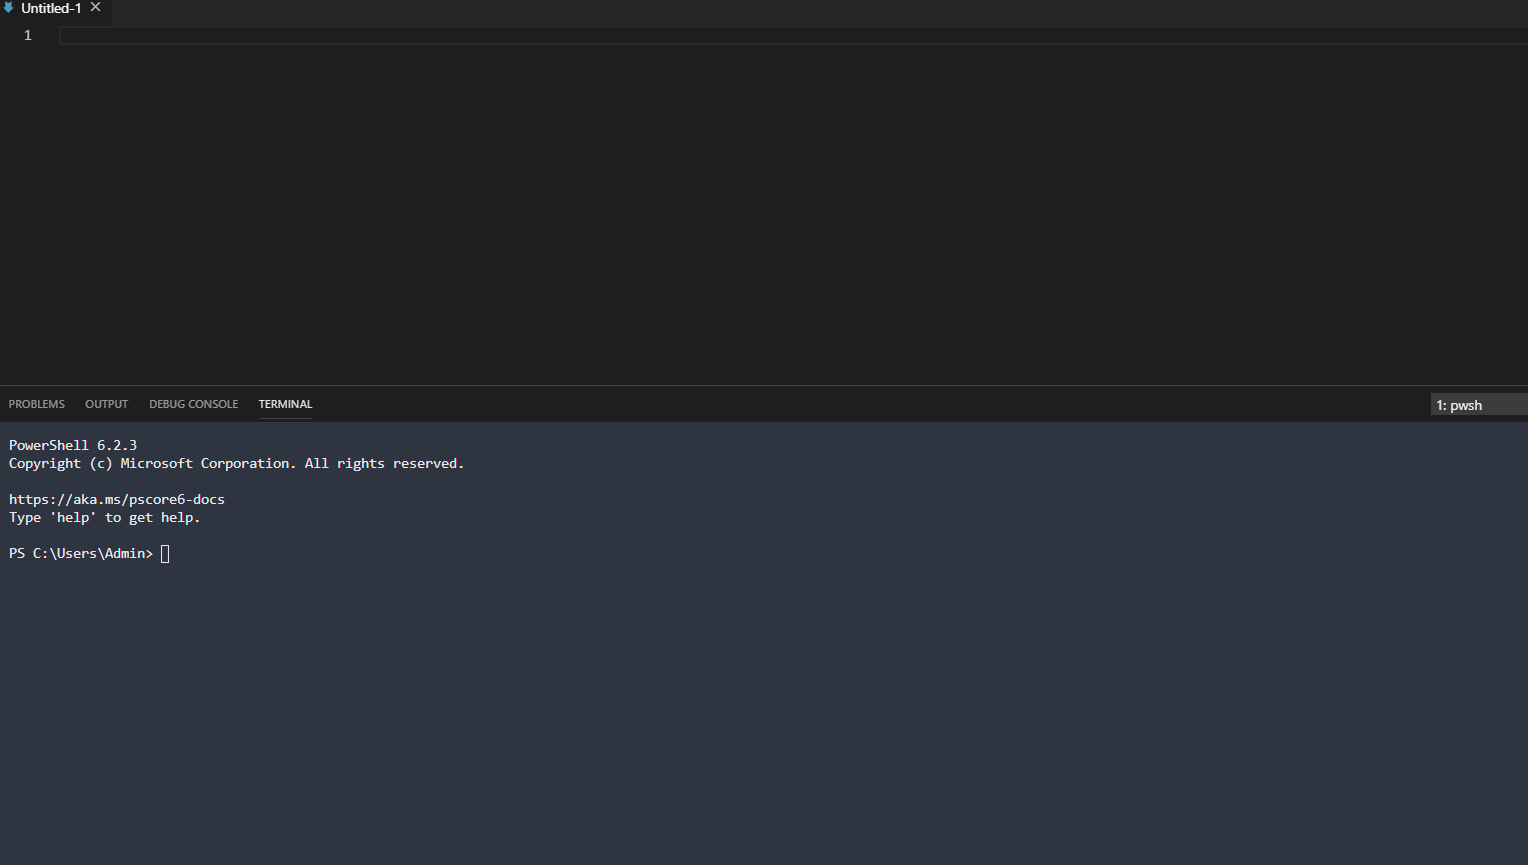 Untitled-1
1
PROBLEMS OUTPUT DEBUG CONSOLE TERMINAL 1: pwsh
PowerShell 6.2.3
Copyright (c) Microsoft Corporation. All rights reserved.
https://aka.ms/pscore6-docs
Type 'help' to get help.
PS C:\Users\Admin>